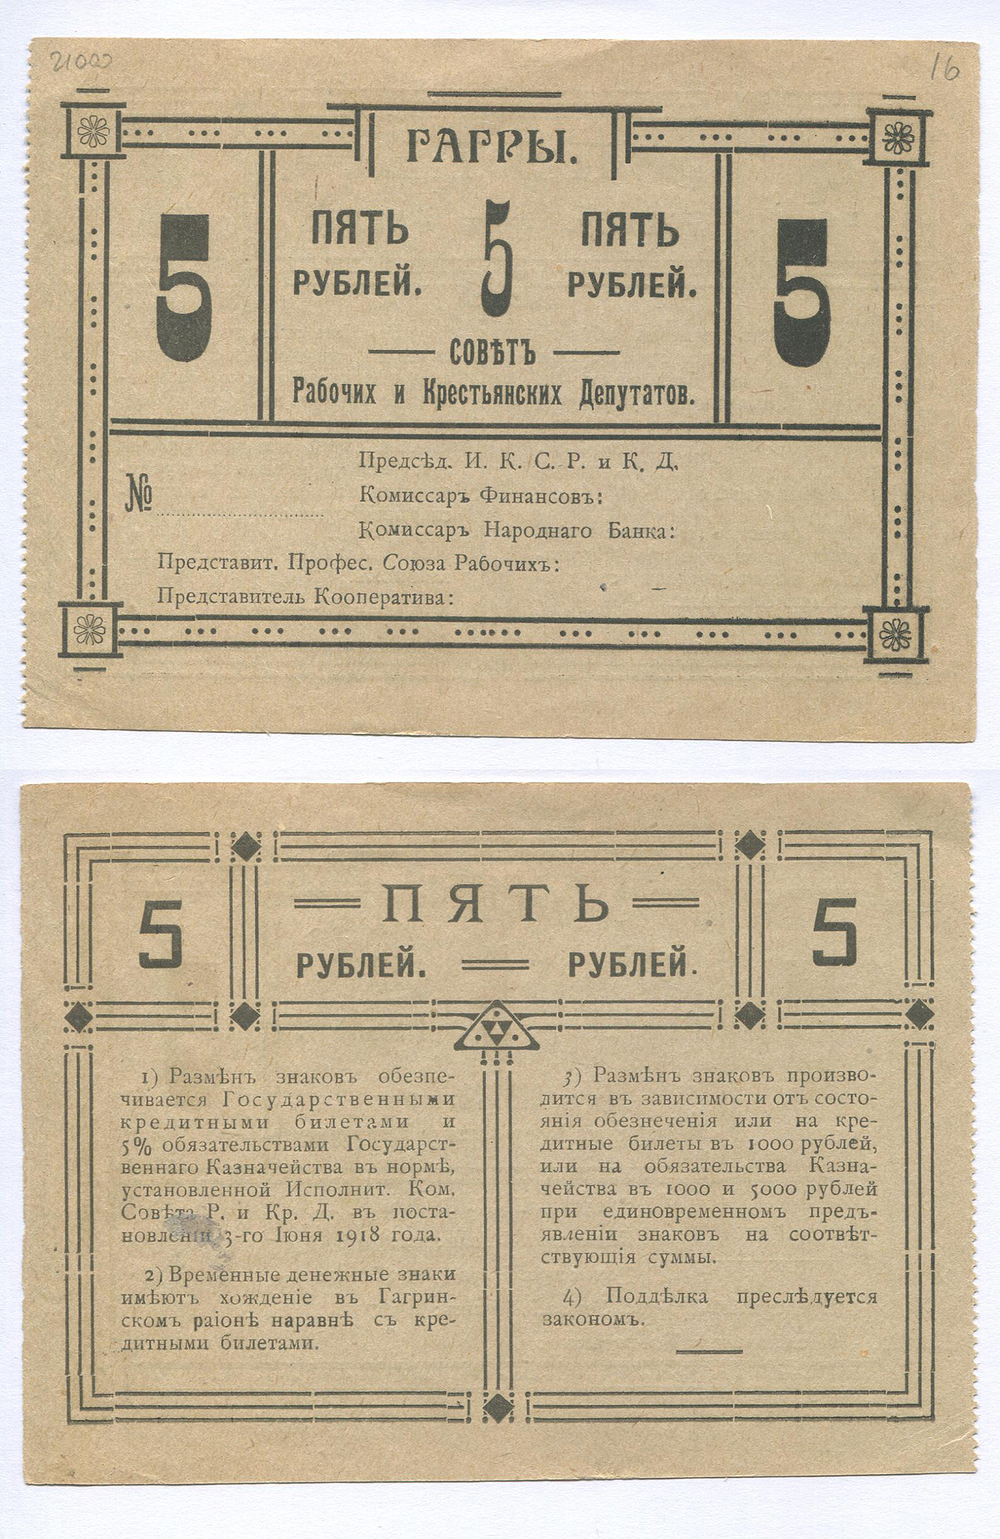 21000
16
ГАГРЫ.
5
ПЯТЬ
РУБЛЕЙ.
5
ПЯТЬ
РУБЛЕЙ.
5
СОВѢТЪ
Рабочих и Крестьянских Депутатов.
№
Предсѣд. И. К. С. Р. и К. Д.
Комиссаръ Финансовъ:
Комиссаръ Народнаго Банка:
Представит. Профес. Союза Рабочихъ:
Представитель Кооператива:
5
ПЯТЬ
РУБЛЕЙ. РУБЛЕЙ.
5
1) Размѣнъ знаковъ обезпе-
чивается Государственными
кредитными билетами и
5% обязательствами Государст-
веннаго Казначейства въ нормѣ,
установленной Исполнит. Ком.
Совѣта Р. и Кр. Д. въ поста-
новленіи 3-го Іюня 1918 года.
2) Временные денежные знаки
имѣютъ хожденіе въ Гагрин-
скомъ раіонѣ наравнѣ съ кре-
дитными билетами.
3) Размѣнъ знаковъ произво-
дится въ зависимости отъ состо-
янія обезнеченія или на кре-
дитные билеты въ 1000 рублей,
или на обязательства Казна-
чейства въ 1000 и 5000 рублей
при единовременном предъ-
явленіи знаковъ на соотвѣт-
ствующія суммы.
4) Поддѣлка преслѣдуется
закономъ.